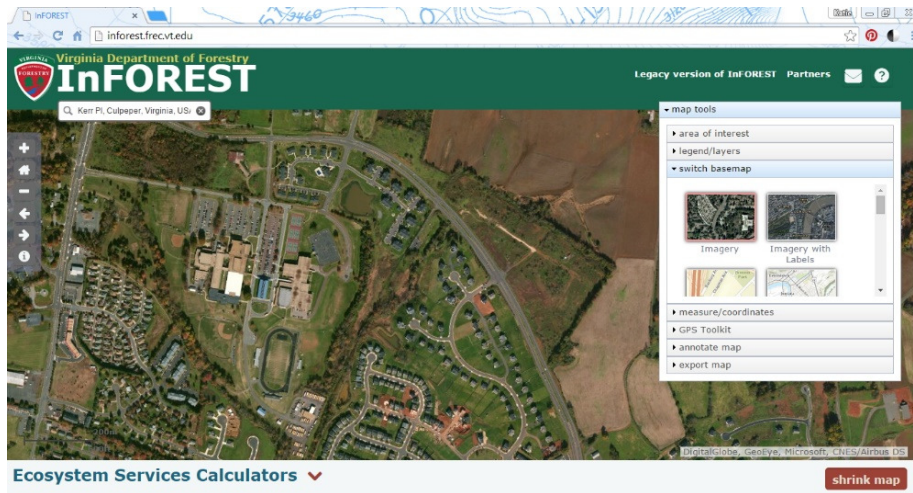 InFOREST
inforest.frec.vt.edu
Virginia Department of Forestry
InFOREST
Legacy version of InFOREST Partners
Kerr Pl, Culpeper, Virginia, US
map tools
area of interest
legend/layers
switch basemap
Imagery
Imagery with
Labels
measure/coordinates
GPS Toolkit
annotate map
export map
200m
DigitalGlobe, GeoEye, Microsoft, CNES/Airbus DS
Ecosystem Services Calculators
shrink map